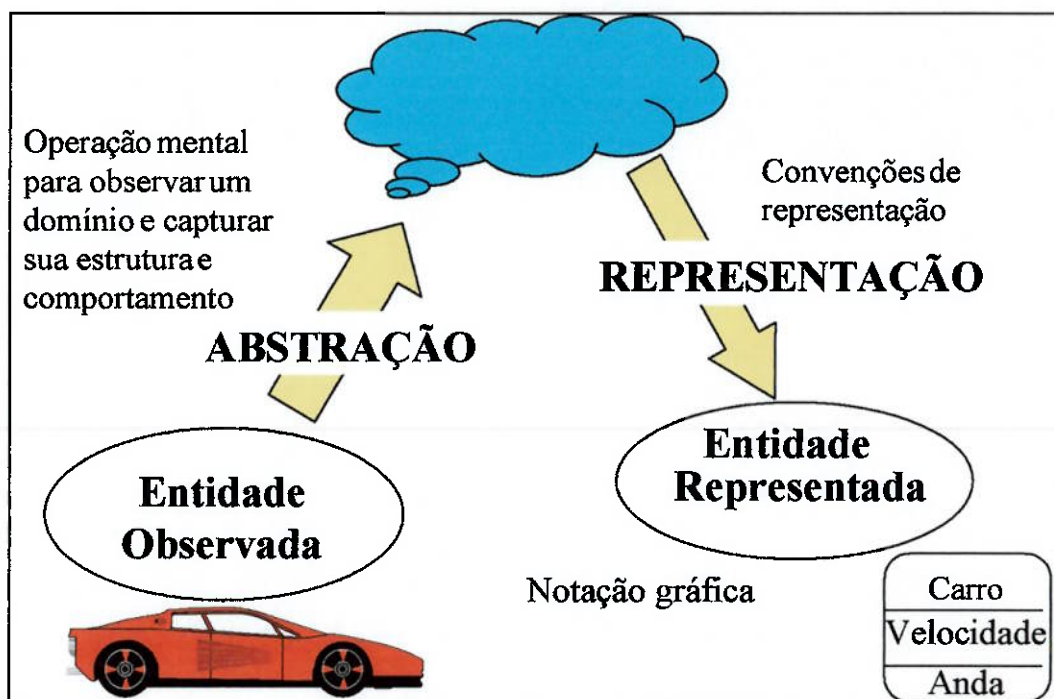 Operação mental
para observar um
domínio e capturar
sua estrutura e
comportamento
ABSTRAÇÃO
Convenções de
representação
REPRESENTAÇÃO
Entidade
Observada
Entidade
Representada
Notação gráfica
Carro
Velocidade
Anda